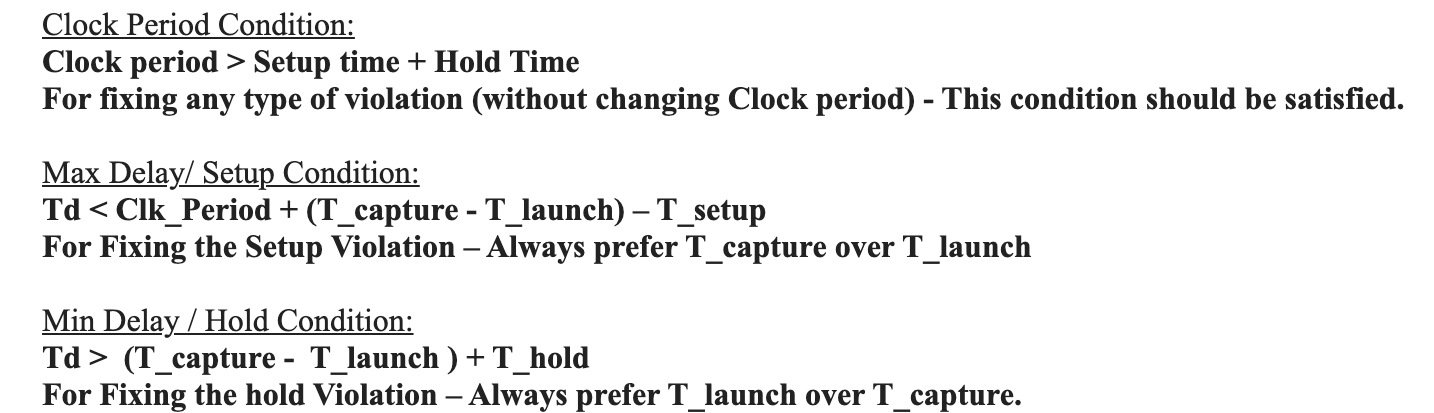 Clock Period Condition:
Clock period > Setup time + Hold Time
For fixing any type of violation (without changing Clock period) - This condition should be satisfied.
Max Delay/ Setup Condition:
Td < Clk_Period + (T_capture - T_launch) – T_setup
For Fixing the Setup Violation – Always prefer T_capture over T_launch
Min Delay / Hold Condition:
Td > (T_capture - T_launch ) + T_hold
For Fixing the hold Violation – Always prefer T_launch over T_capture.